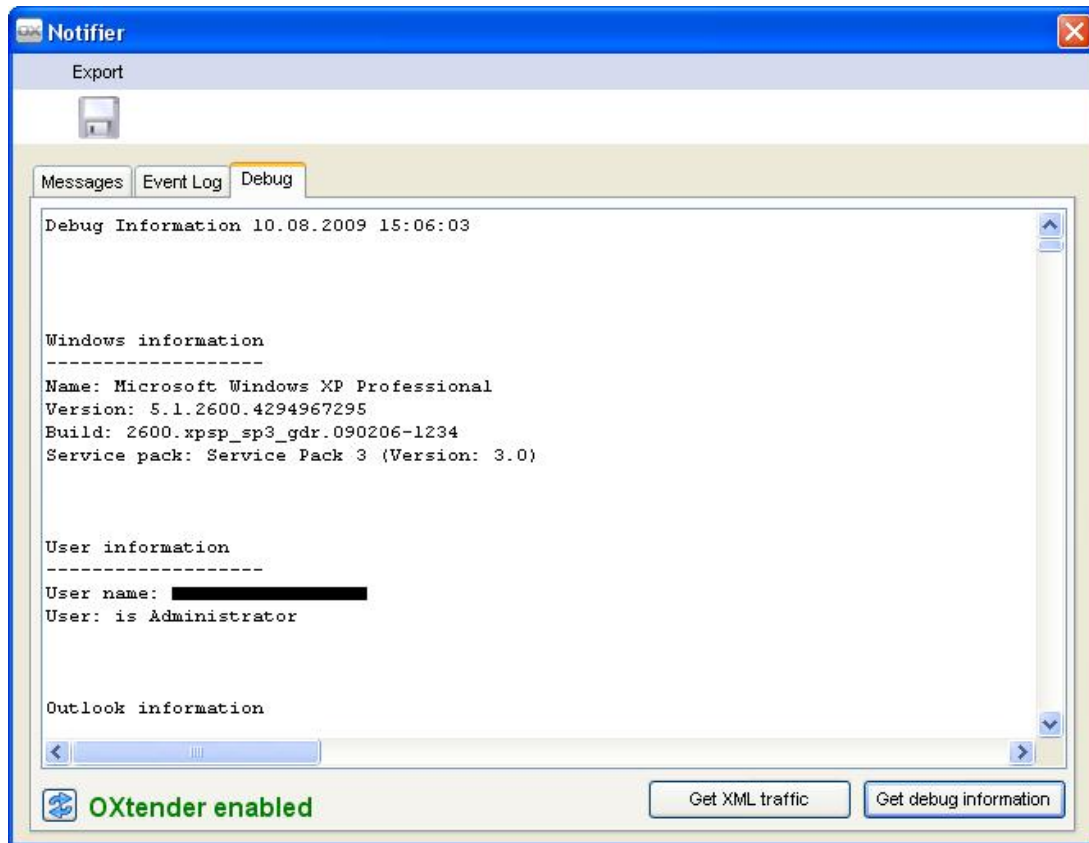 OX Notifier
Export
Messages Event Log Debug
Debug Information 10.08.2009 15:06:03
Windows information
-------------------
Name: Microsoft Windows XP Professional
Version: 5.1.2600.4294967295
Build: 2600.xpsp_sp3_gdr.090206-1234
Service pack: Service Pack 3 (Version: 3.0)
User information
-------------------
User name:
User: is Administrator
Outlook information
OXtender enabled Get XML traffic Get debug information